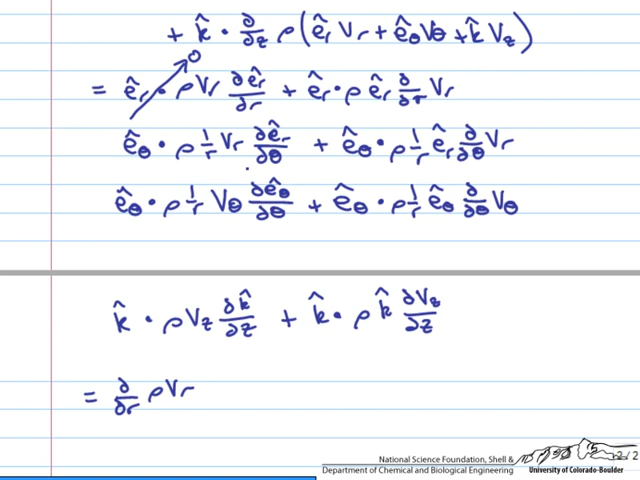 + k̂ · ∂/∂z ρ(êr Vr + êθ Vθ + k̂ Vz)
0
= êr · ρ Vr ∂êr/∂r + êr · ρ êr ∂/∂r Vr
êθ · ρ 1/r Vr ∂êr/∂θ + êθ · ρ 1/r êr ∂/∂θ Vr
êθ · ρ 1/r Vθ ∂êθ/∂θ + êθ · ρ 1/r êθ ∂/∂θ Vθ
k̂ · ρ Vz ∂k̂/∂z + k̂ · ρ k̂ ∂Vz/∂z
= ∂/∂r ρ Vr
National Science Foundation, Shell &
Department of Chemical and Biological Engineering
University of Colorado-Boulder